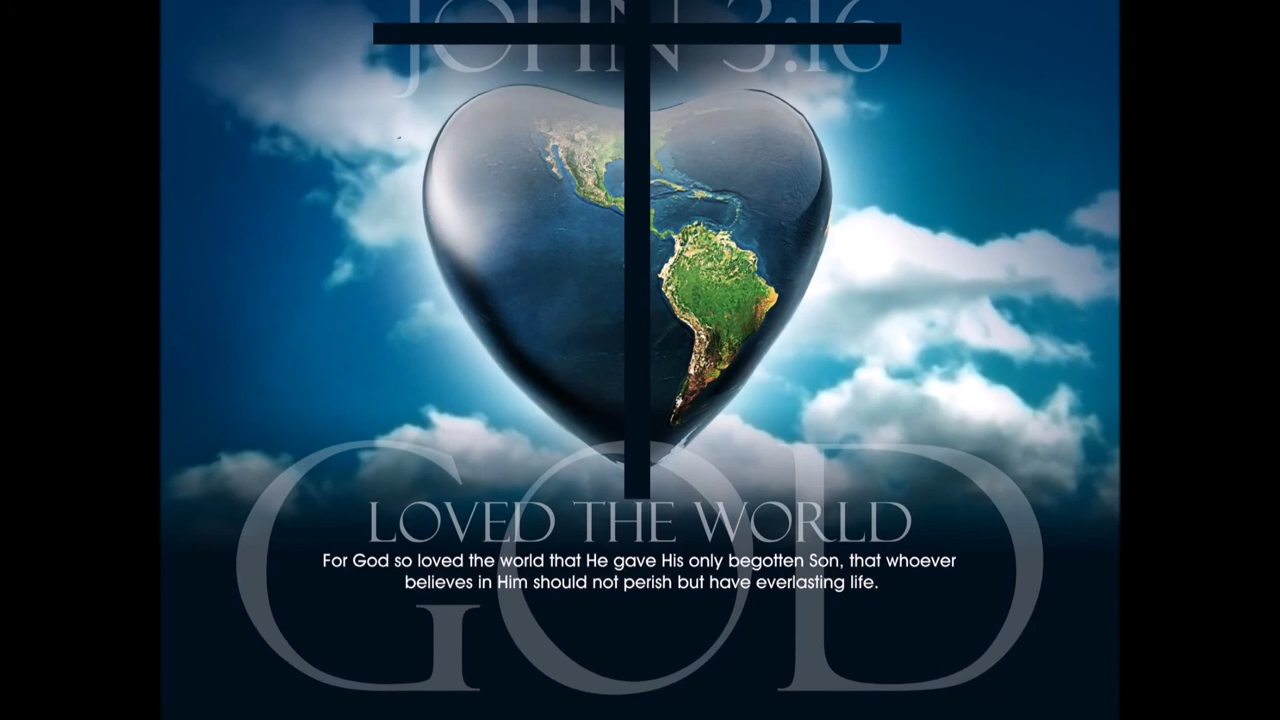 JOHN 3:16
GOD
LOVED THE WORLD
For God so loved the world that He gave His only begotten Son, that whoever
believes in Him should not perish but have everlasting life.